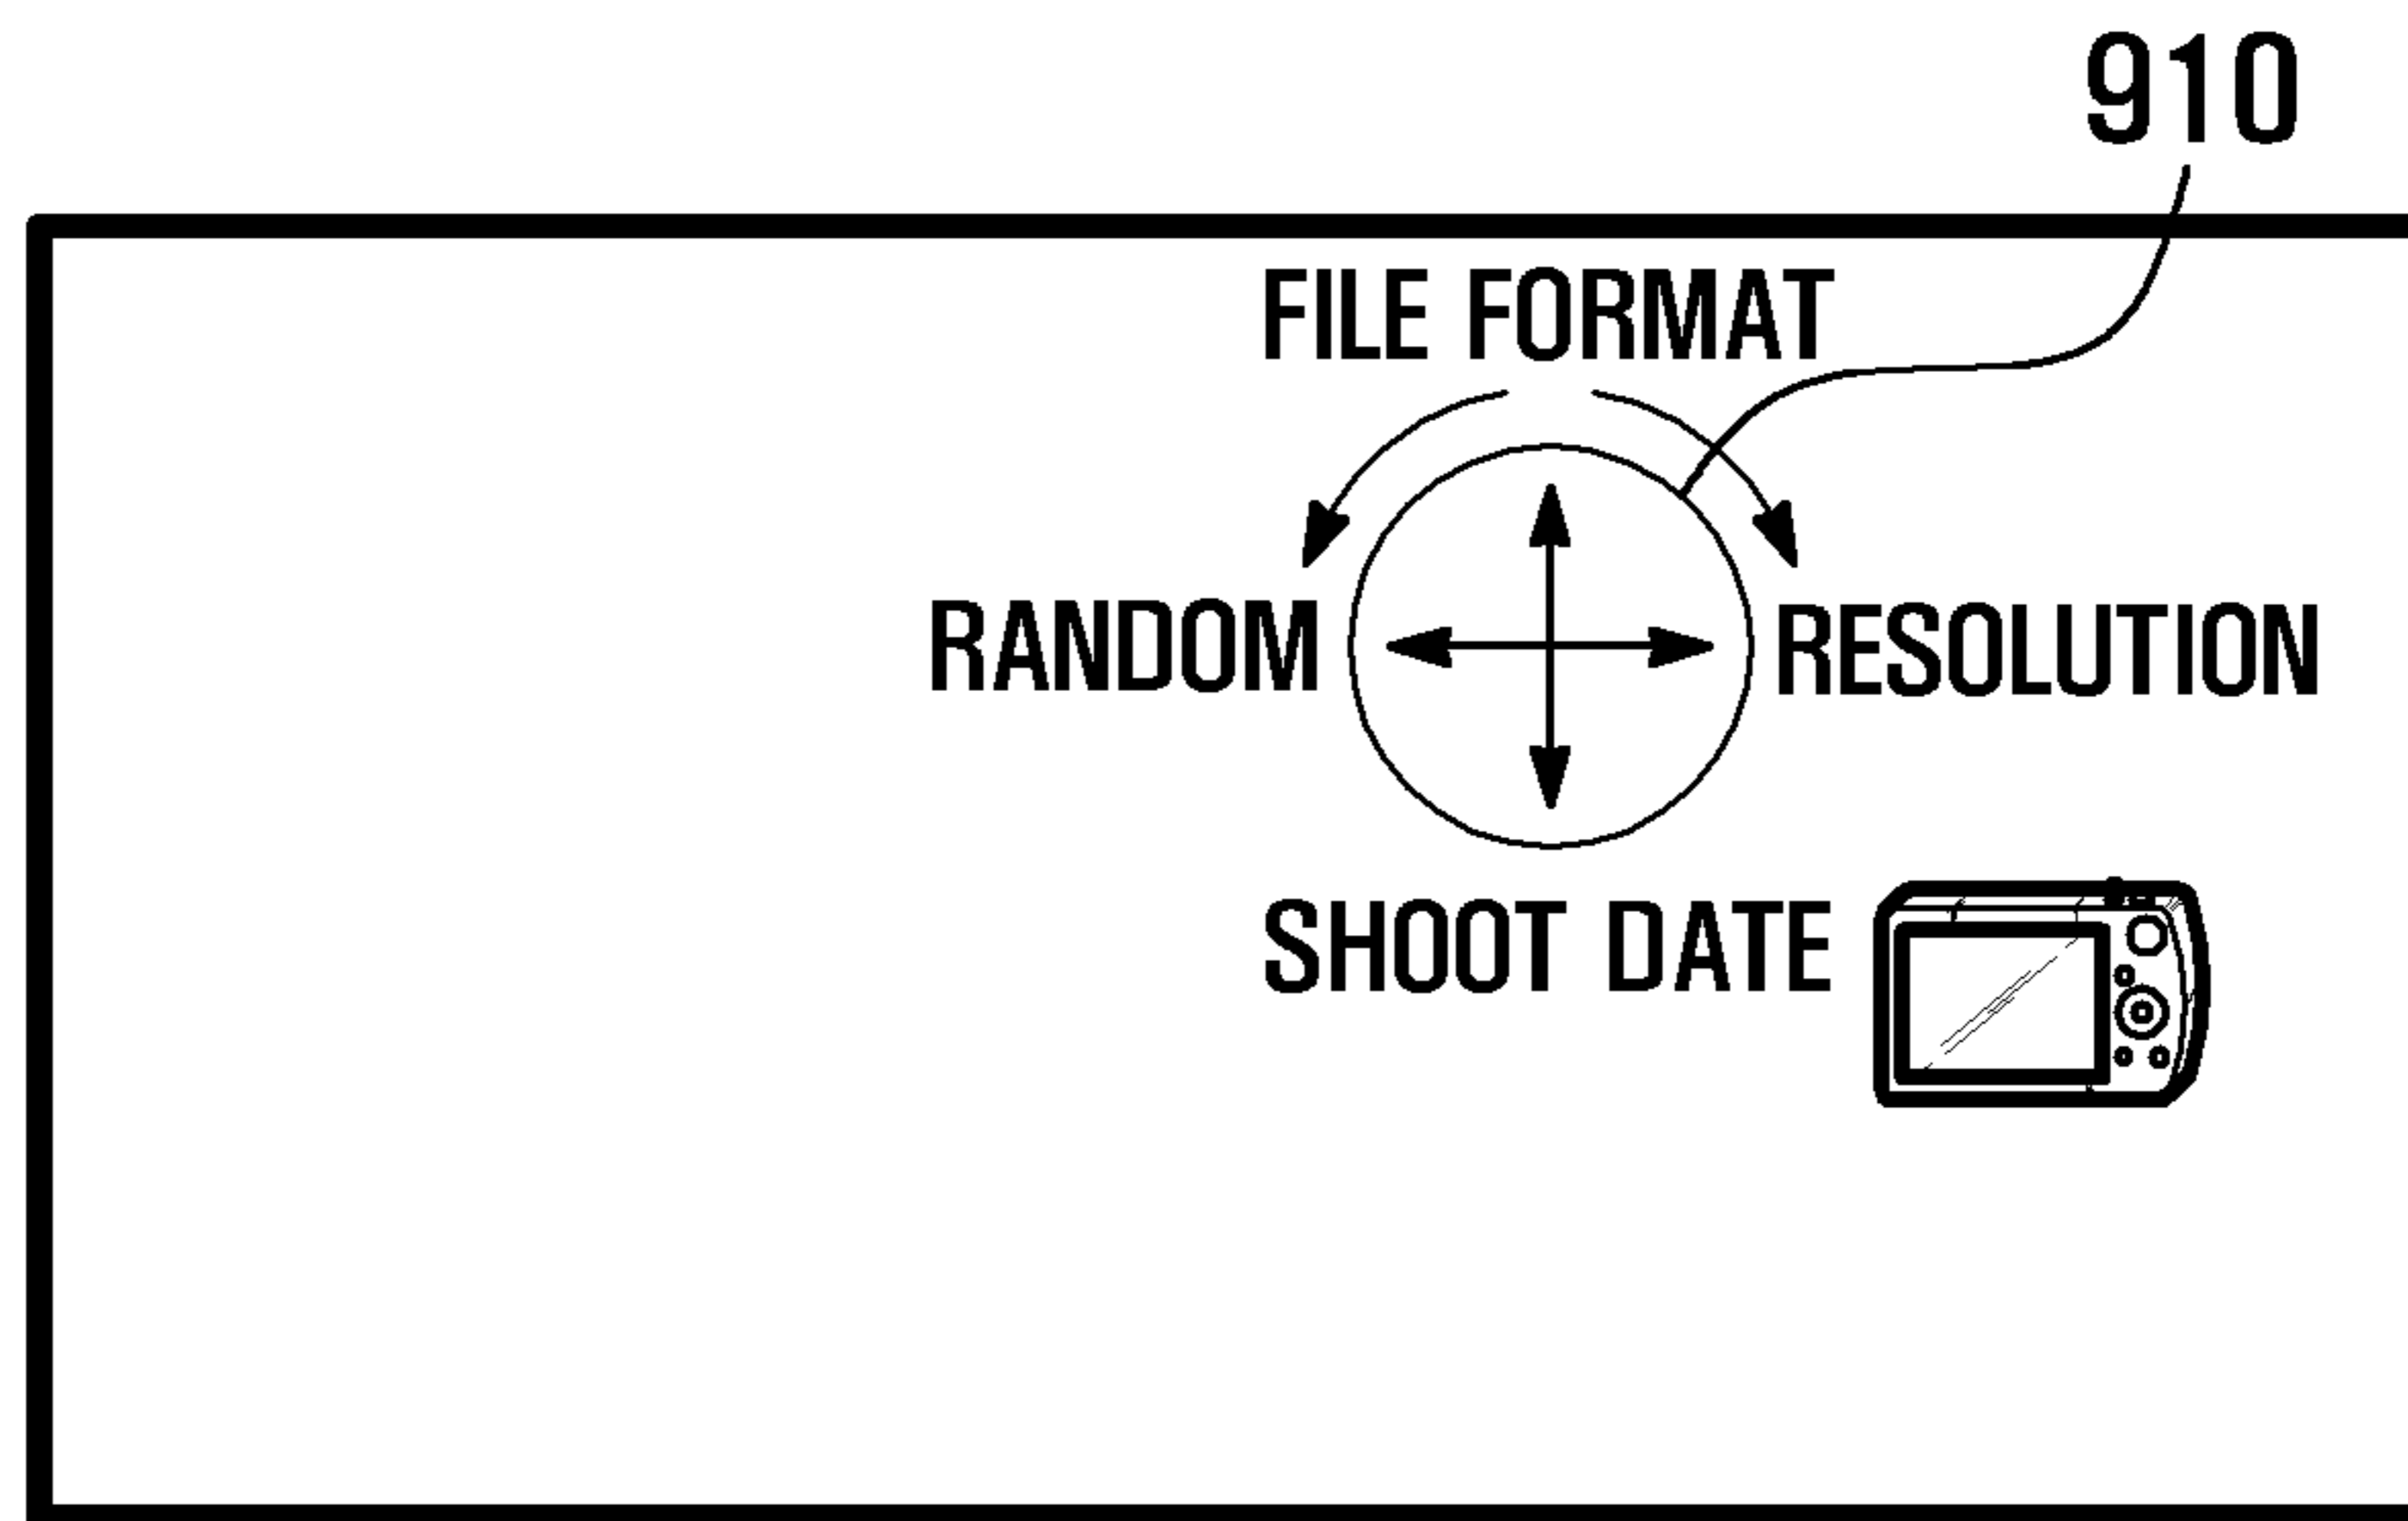 910
FILE FORMAT
RANDOM
RESOLUTION
SHOOT DATE